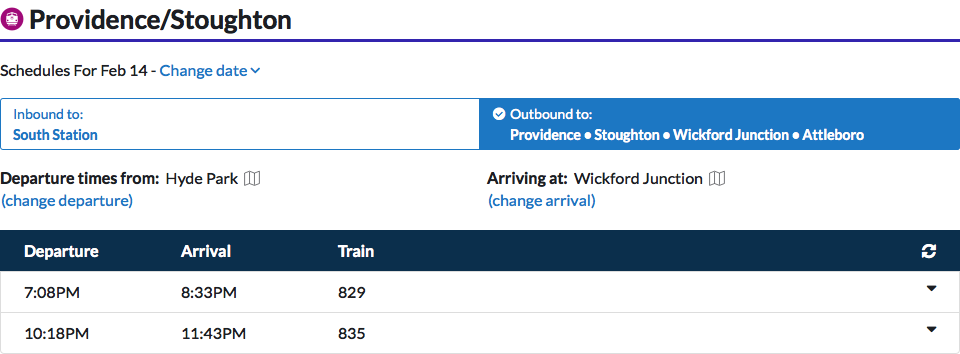 Providence/Stoughton
Schedules For Feb 14 - Change date
Inbound to:
South Station
Outbound to:
Providence • Stoughton • Wickford Junction • Attleboro
Departure times from: Hyde Park
(change departure)
Arriving at: Wickford Junction
(change arrival)
Departure Arrival Train
7:08PM 8:33PM 829
10:18PM 11:43PM 835